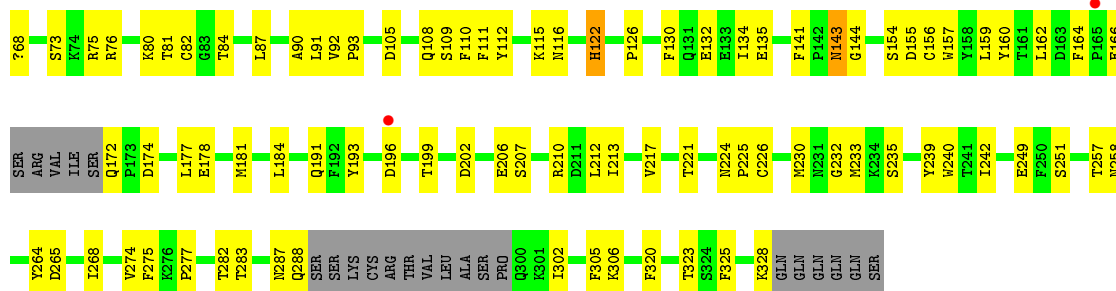 ?68 S73 K74 R75 R76 K80 T81 C82 G83 T84 L87 A90 L91 V92 P93 D105 Q108 S109 F110 F111 Y112 K115 N116 H122 P126 F130 Q131 E132 E133 I134 E135 F141 P142 N143 G144 S154 D155 C156 W157 Y158 L159 Y160 T161 L162 D163 F164 P165
SER ARG VAL ILE SER Q172 P173 D174 L177 E178 M181 L184 Q191 F192 Y193 D196 T199 D202 E206 S207 R210 D211 L212 I213 V217 T221 N224 P225 C226 M230 N231 G232 M233 K234 S235 Y239 W240 T241 I242 E249 F250 S251 T257
Y264 D265 I268 V274 F275 K276 P277 T282 T283 N287 Q288 SER SER LYS CYS ARG THR VAL LEU ALA SER PRO Q300 K301 I302 F305 K306 F320 T323 S324 F325 K328 GLN GLN GLN GLN GLN SER